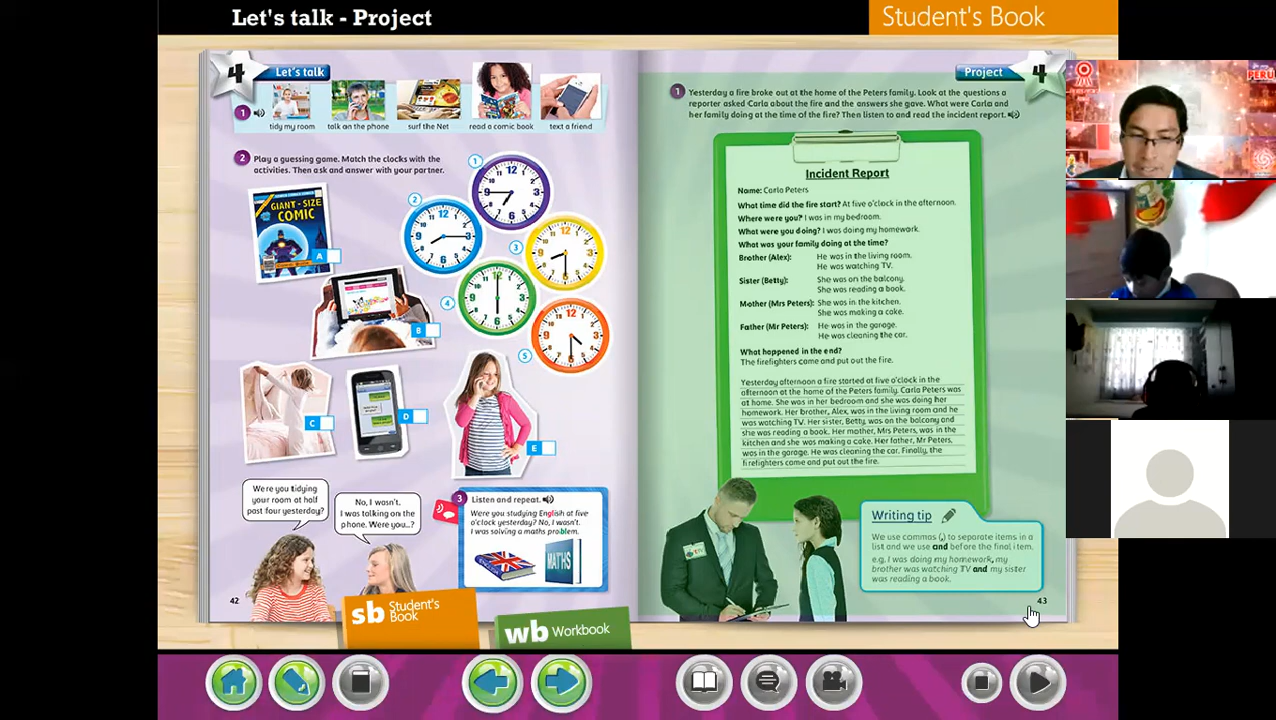 Let's talk - Project
Student's Book
4
Let's talk
1
tidy my room
talk on the phone
surf the Net
read a comic book
text a friend
2
Play a guessing game. Match the clocks with the
activities. Then ask and answer with your partner.
GIANT-SIZE
COMIC
A
B
C
D
E
1
2
3
4
5
Were you tidying
your room at half
past four yesterday?
No, I wasn't.
I was talking on the
phone. Were you...?
3
Listen and repeat.
Were you studying English at five
o'clock yesterday? No, I wasn't.
I was solving a maths problem.
MATHS
42
sb Student's
Book
wb Workbook
Project
4
1
Yesterday a fire broke out at the home of the Peters family. Look at the questions a
reporter asked Carla about the fire and the answers she gave. What were Carla and
her family doing at the time of the fire? Then listen to and read the incident report.
Incident Report
Name: Carla Peters
What time did the fire start? At five o'clock in the afternoon.
Where were you? I was in my bedroom.
What were you doing? I was doing my homework.
What was your family doing at the time?
Brother (Alex): He was in the living room.
He was watching TV.
Sister (Betty): She was on the balcony.
She was reading a book.
Mother (Mrs Peters): She was in the kitchen.
She was making a cake.
Father (Mr Peters): He was in the garage.
He was cleaning the car.
What happened in the end?
The firefighters came and put out the fire.
Yesterday afternoon a fire started at five o'clock in the
afternoon at the home of the Peters family. Carla Peters was
at home. She was in her bedroom and she was doing her
homework. Her brother, Alex, was in the living room and he
was watching TV. Her sister, Betty, was on the balcony and
she was reading a book. Her mother, Mrs Peters, was in the
kitchen and she was making a cake. Her father, Mr Peters,
was in the garage. He was cleaning the car. Finally, the
firefighters came and put out the fire.
Writing tip
We use commas (,) to separate items in a
list and we use and before the final item.
e.g. I was doing my homework, my
brother was watching TV and my sister
was reading a book.
43